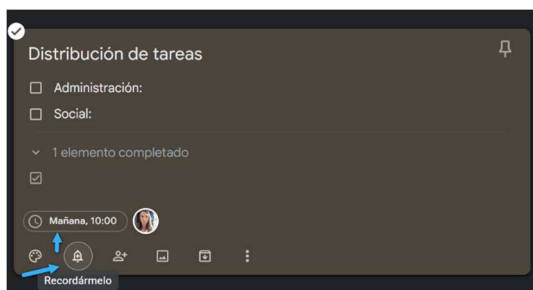 Distribución de tareas
Administración:
Social:
1 elemento completado
Mañana, 10:00
Recordármelo